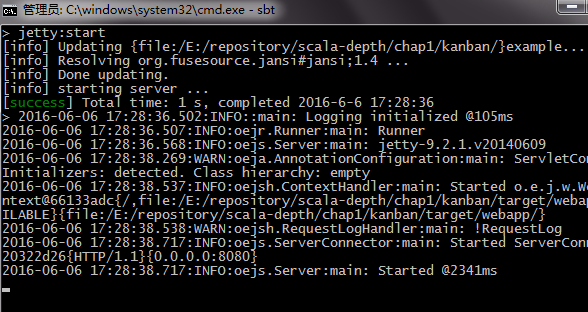 管理员: C:\windows\system32\cmd.exe - sbt
> jetty:start
[info] Updating {file:/E:/repository/scala-depth/chap1/kanban/}example...
[info] Resolving org.fusesource.jansi#jansi;1.4 ...
[info] Done updating.
[info] starting server ...
[success] Total time: 1 s, completed 2016-6-6 17:28:36
> 2016-06-06 17:28:36.502:INFO::main: Logging initialized @105ms
2016-06-06 17:28:36.507:INFO:oejr.Runner:main: Runner
2016-06-06 17:28:36.568:INFO:oejs.Server:main: jetty-9.2.1.v20140609
2016-06-06 17:28:38.269:WARN:oeja.AnnotationConfiguration:main: ServletCo
Initializers: detected. Class hierarchy: empty
2016-06-06 17:28:38.537:INFO:oejsh.ContextHandler:main: Started o.e.j.w.We
ntext@66133adc{/,file:/E:/repository/scala-depth/chap1/kanban/target/webap
ILABLE}{file:/E:/repository/scala-depth/chap1/kanban/target/webapp/}
2016-06-06 17:28:38.538:WARN:oejsh.RequestLogHandler:main: !RequestLog
2016-06-06 17:28:38.717:INFO:oejs.ServerConnector:main: Started ServerConn
20322d26{HTTP/1.1}{0.0.0.0:8080}
2016-06-06 17:28:38.717:INFO:oejs.Server:main: Started @2341ms